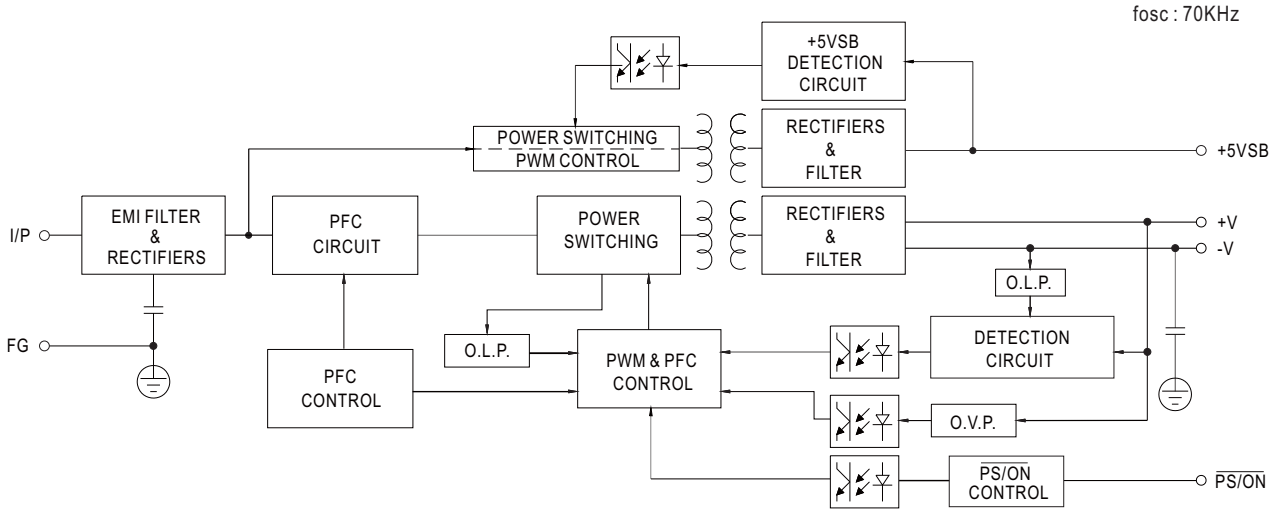 fosc : 70KHz
+5VSB
DETECTION
CIRCUIT
POWER SWITCHING
PWM CONTROL
RECTIFIERS
&
FILTER
+5VSB
I/P
EMI FILTER
&
RECTIFIERS
PFC
CIRCUIT
POWER
SWITCHING
RECTIFIERS
&
FILTER
+V
-V
O.L.P.
FG
O.L.P.
DETECTION
CIRCUIT
PFC
CONTROL
PWM & PFC
CONTROL
O.V.P.
PS/ON
CONTROL
PS/ON